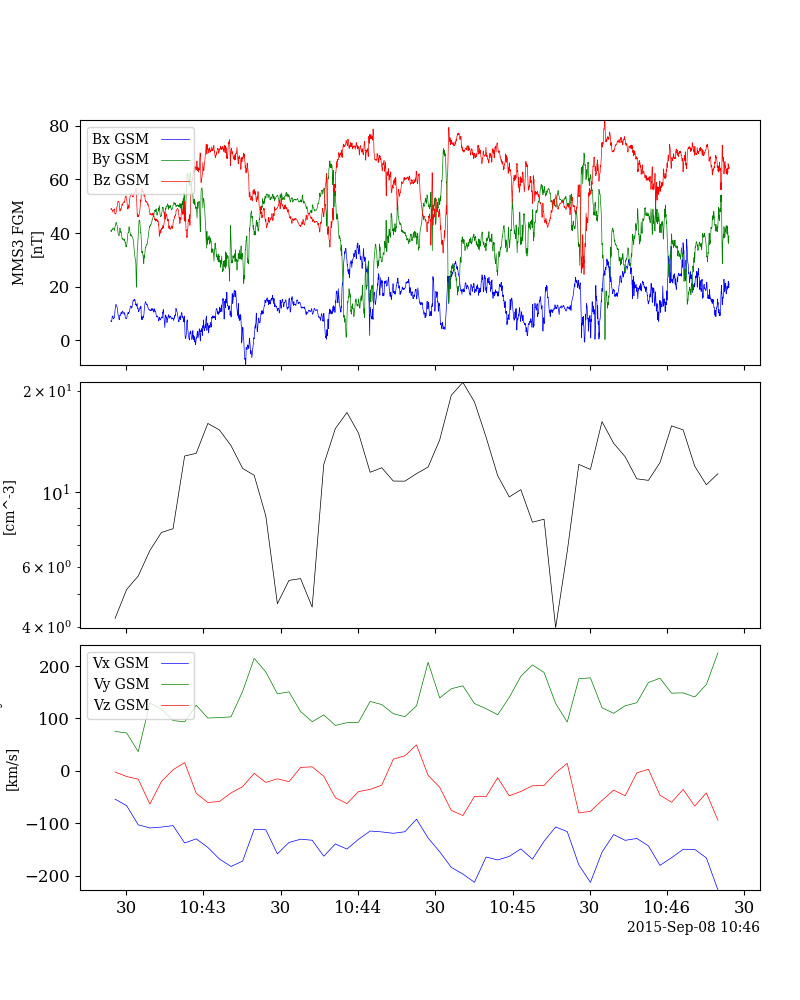 80
60
40
20
0
MMS3 FGM
[nT]
Bx GSM
By GSM
Bz GSM
2×10¹
10¹
6×10⁰
4×10⁰
[cm^-3]
200
100
0
−100
−200
[km/s]
Vx GSM
Vy GSM
Vz GSM
30 10:43 30 10:44 30 10:45 30 10:46 30
2015-Sep-08 10:46